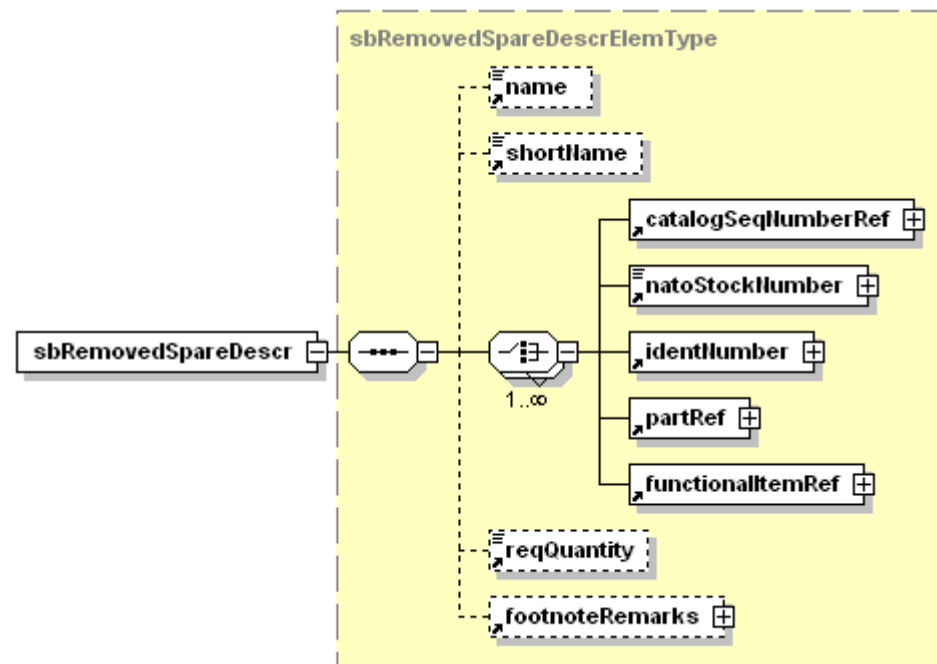 sbRemovedSpareDescrElemType
name
shortName
catalogSeqNumberRef
natoStockNumber
sbRemovedSpareDescr
identNumber
1..∞
partRef
functionalItemRef
reqQuantity
footnoteRemarks